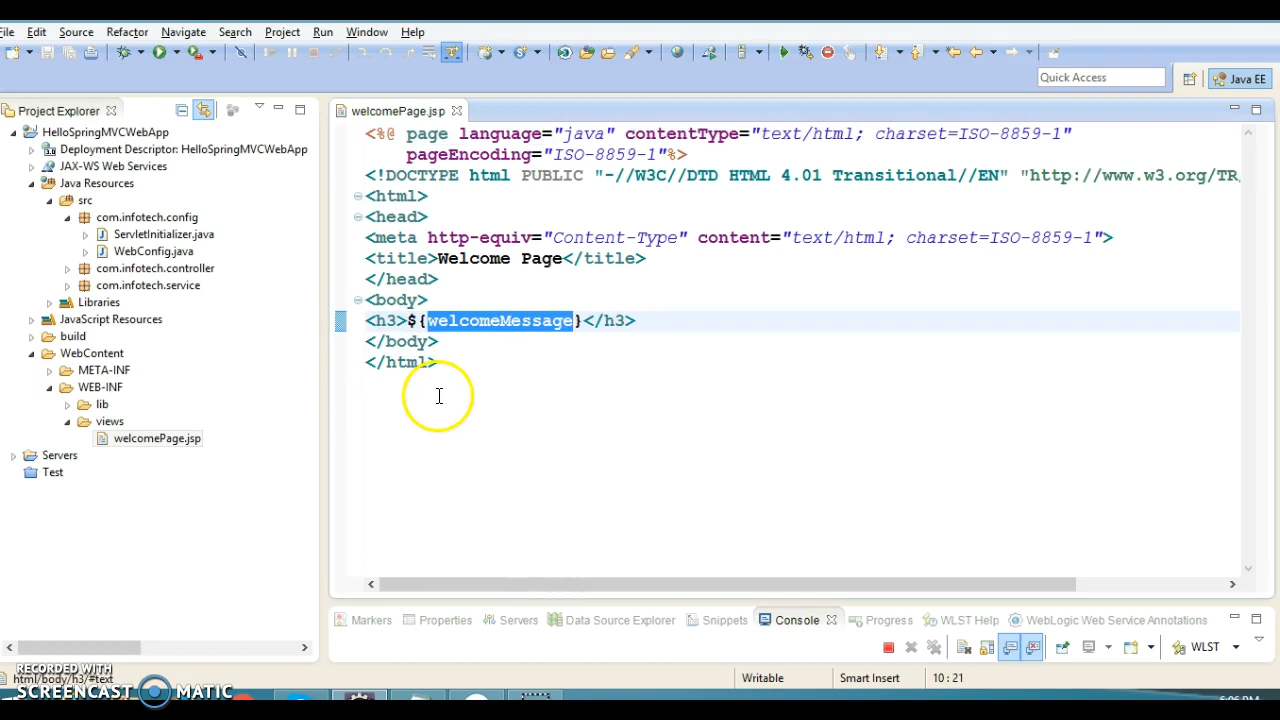 File Edit Source Refactor Navigate Search Project Run Window Help
Quick Access
Java EE
Project Explorer
HelloSpringMVCWebApp
Deployment Descriptor: HelloSpringMVCWebApp
JAX-WS Web Services
Java Resources
src
com.infotech.config
ServletInitializer.java
WebConfig.java
com.infotech.controller
com.infotech.service
Libraries
JavaScript Resources
build
WebContent
META-INF
WEB-INF
lib
views
welcomePage.jsp
Servers
Test
welcomePage.jsp
<%@ page language="java" contentType="text/html; charset=ISO-8859-1"
pageEncoding="ISO-8859-1"%>
<!DOCTYPE html PUBLIC "-//W3C//DTD HTML 4.01 Transitional//EN" "http://www.w3.org/TR/
<html>
<head>
<meta http-equiv="Content-Type" content="text/html; charset=ISO-8859-1">
<title>Welcome Page</title>
</head>
<body>
<h3>${welcomeMessage}</h3>
</body>
</html>
Markers Properties Servers Data Source Explorer Snippets Console Progress WLST Help WebLogic Web Service Annotations
WLST
html/body/h3/#text
Writable Smart Insert 10:21
RECORDED WITH
SCREENCAST MATIC
6:06 PM